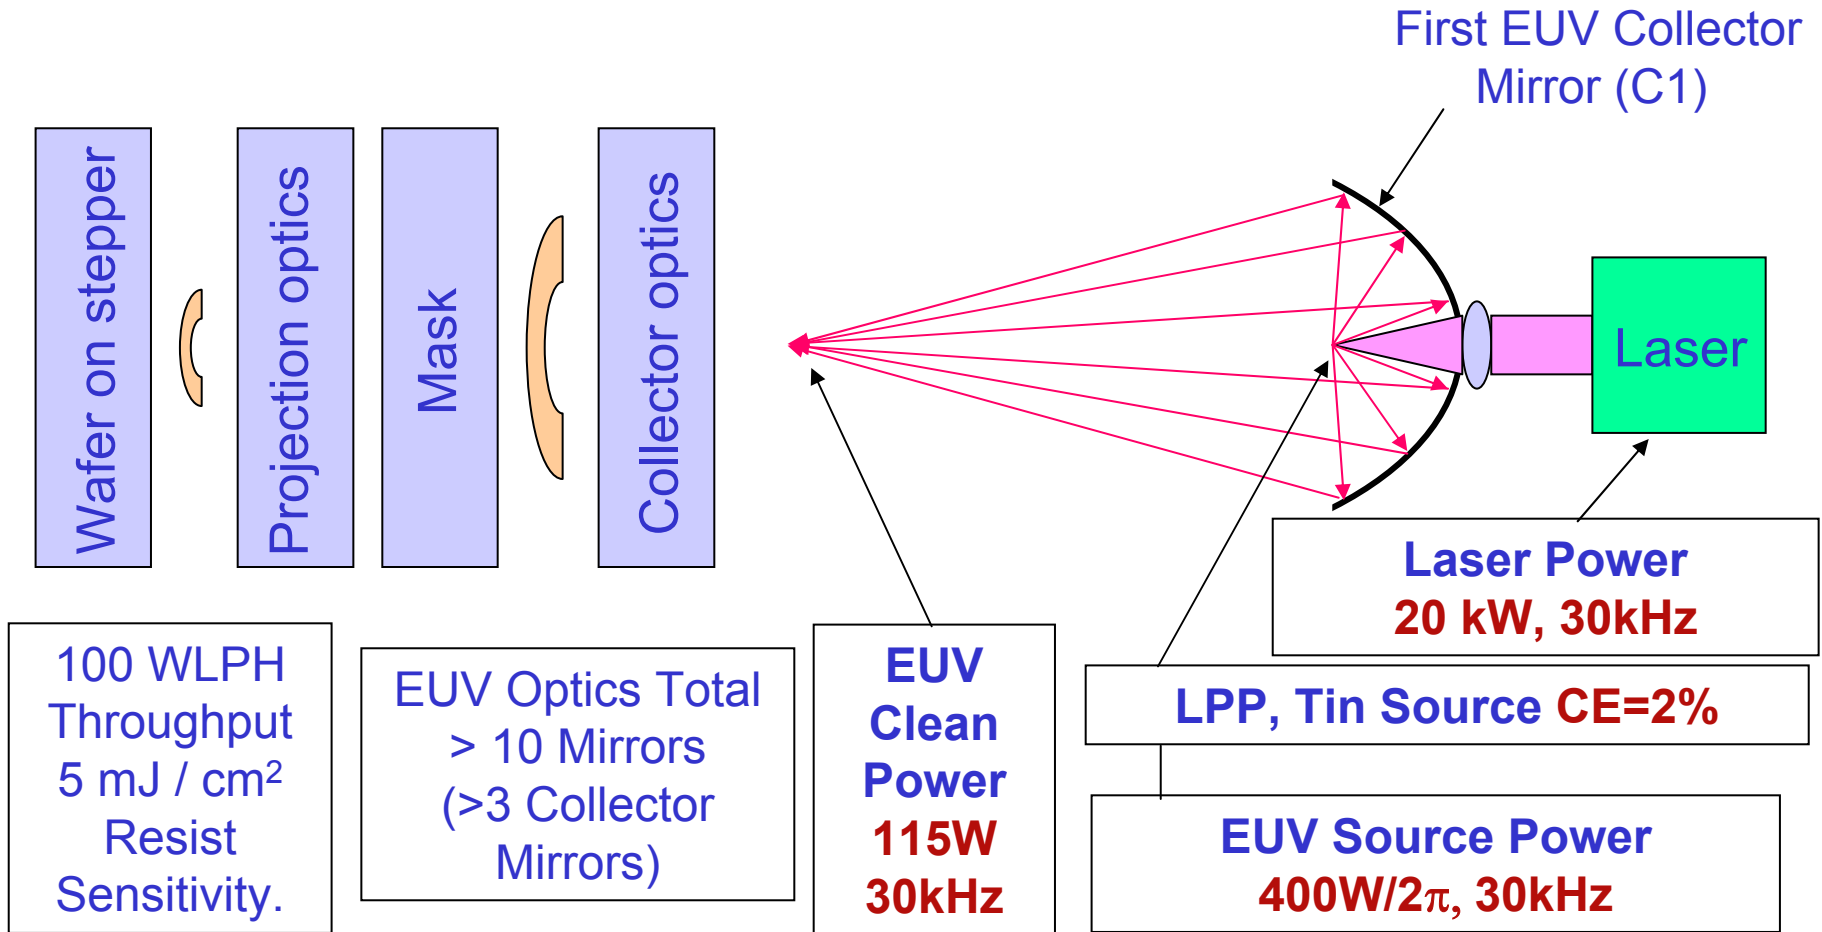 First EUV Collector
Mirror (C1)
Wafer on stepper
Projection optics
Mask
Collector optics
Laser
Laser Power
20 kW, 30kHz
LPP, Tin Source CE=2%
EUV Source Power
400W/2π, 30kHz
EUV
Clean
Power
115W
30kHz
EUV Optics Total
> 10 Mirrors
(>3 Collector
Mirrors)
100 WLPH
Throughput
5 mJ / cm²
Resist
Sensitivity.